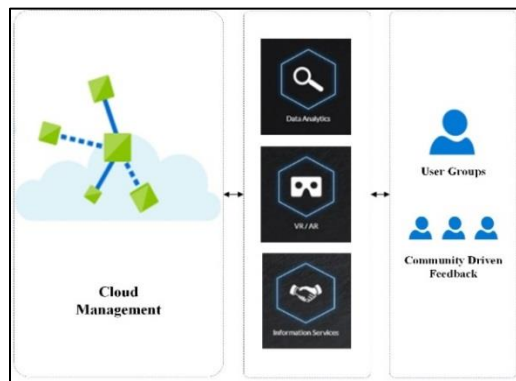 Cloud
Management
Data Analytics
VR / AR
Information Services
User Groups
Community Driven
Feedback